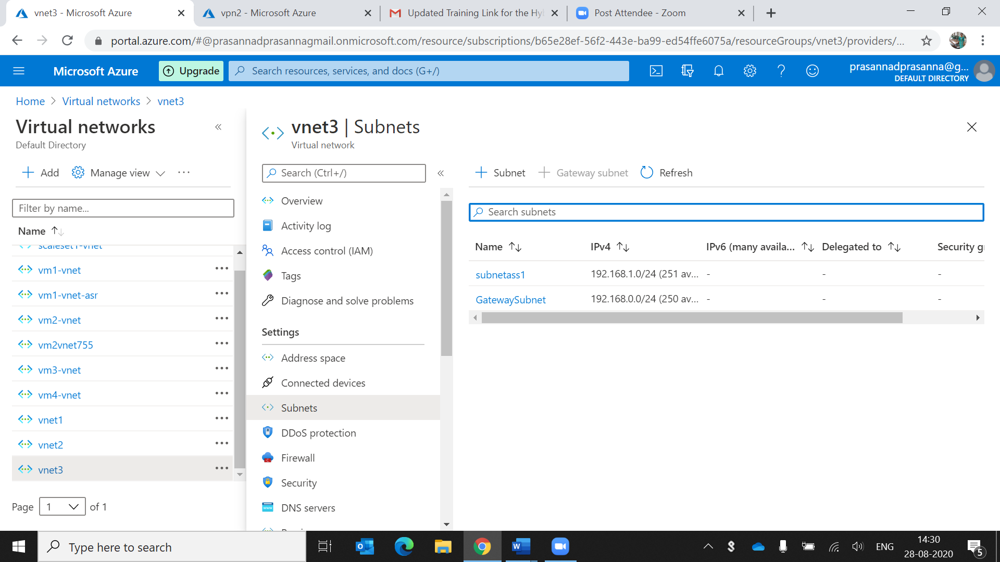 vnet3 - Microsoft Azure
vpn2 - Microsoft Azure
Updated Training Link for the Hy
Post Attendee - Zoom
portal.azure.com/#@prasannadprasannagmail.onmicrosoft.com/resource/subscriptions/b65e28ef-56f2-443e-ba99-ed54ffe6075a/resourceGroups/vnet3/providers/...
Microsoft Azure
Upgrade
Search resources, services, and docs (G+/)
prasannadprasanna@g...
DEFAULT DIRECTORY
Home > Virtual networks > vnet3
Virtual networks
Default Directory
Add
Manage view
Filter by name...
Name
scaleset1-vnet
vm1-vnet
vm1-vnet-asr
vm2-vnet
vm2vnet755
vm3-vnet
vm4-vnet
vnet1
vnet2
vnet3
Page 1 of 1
vnet3 | Subnets
Virtual network
Search (Ctrl+/)
Overview
Activity log
Access control (IAM)
Tags
Diagnose and solve problems
Settings
Address space
Connected devices
Subnets
DDoS protection
Firewall
Security
DNS servers
Subnet
Gateway subnet
Refresh
Search subnets
Name IPv4 IPv6 (many availa... Delegated to Security g
subnetass1 192.168.1.0/24 (251 av... - - -
GatewaySubnet 192.168.0.0/24 (250 av... - - -
Type here to search
ENG
14:30
28-08-2020
5